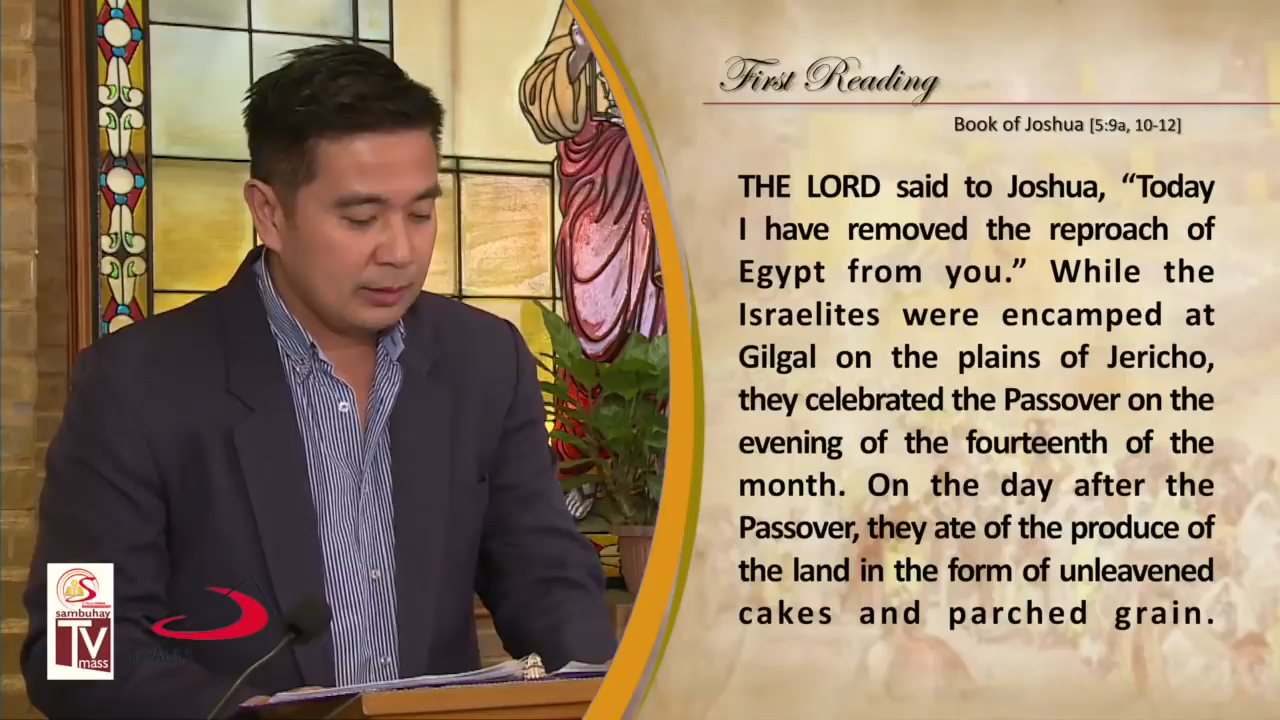 First Reading
Book of Joshua [5:9a, 10-12]
THE LORD said to Joshua, “Today
I have removed the reproach of
Egypt from you.” While the
Israelites were encamped at
Gilgal on the plains of Jericho,
they celebrated the Passover on the
evening of the fourteenth of the
month. On the day after the
Passover, they ate of the produce of
the land in the form of unleavened
cakes and parched grain.
sambuhay
TV
mass